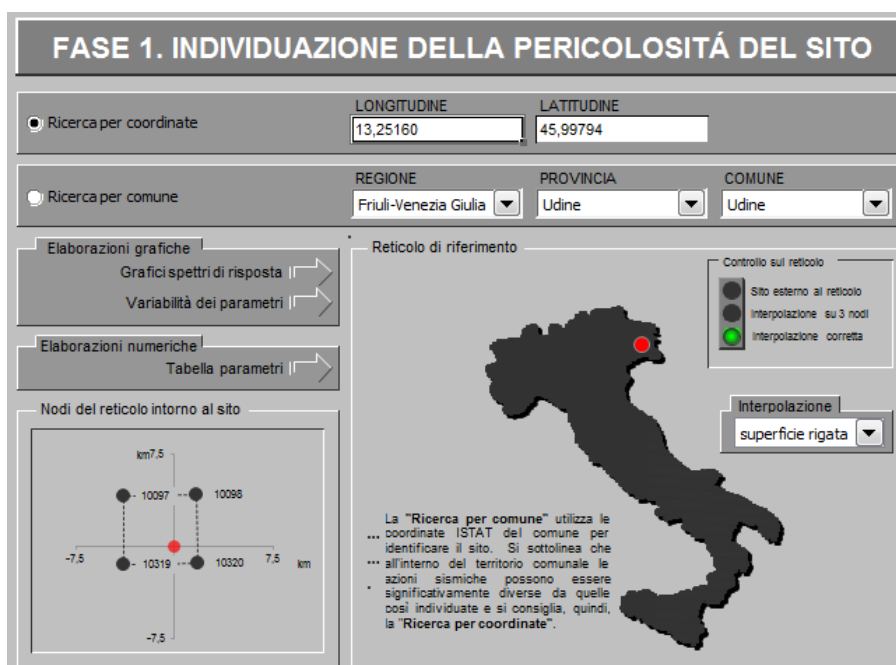 FASE 1. INDIVIDUAZIONE DELLA PERICOLOSITÁ DEL SITO
Ricerca per coordinate
LONGITUDINE
13,25160
LATITUDINE
45,99794
Ricerca per comune
REGIONE
Friuli-Venezia Giulia
PROVINCIA
Udine
COMUNE
Udine
Elaborazioni grafiche
Grafici spettri di risposta
Variabilità dei parametri
Elaborazioni numeriche
Tabella parametri
Nodi del reticolo intorno al sito
km7,5
10097
10098
-7,5
7,5
km
10319
10320
-7,5
Reticolo di riferimento
Controllo sul reticolo
Sito esterno al reticolo
Interpolazione su 3 nodi
Interpolazione corretta
Interpolazione
superficie rigata
La "Ricerca per comune" utilizza le
... coordinate ISTAT del comune per
identificare il sito. Si sottolinea che
... all'interno del territorio comunale le
azioni sismiche possono essere
significativamente diverse da quelle
così individuate e si consiglia, quindi,
la "Ricerca per coordinate".